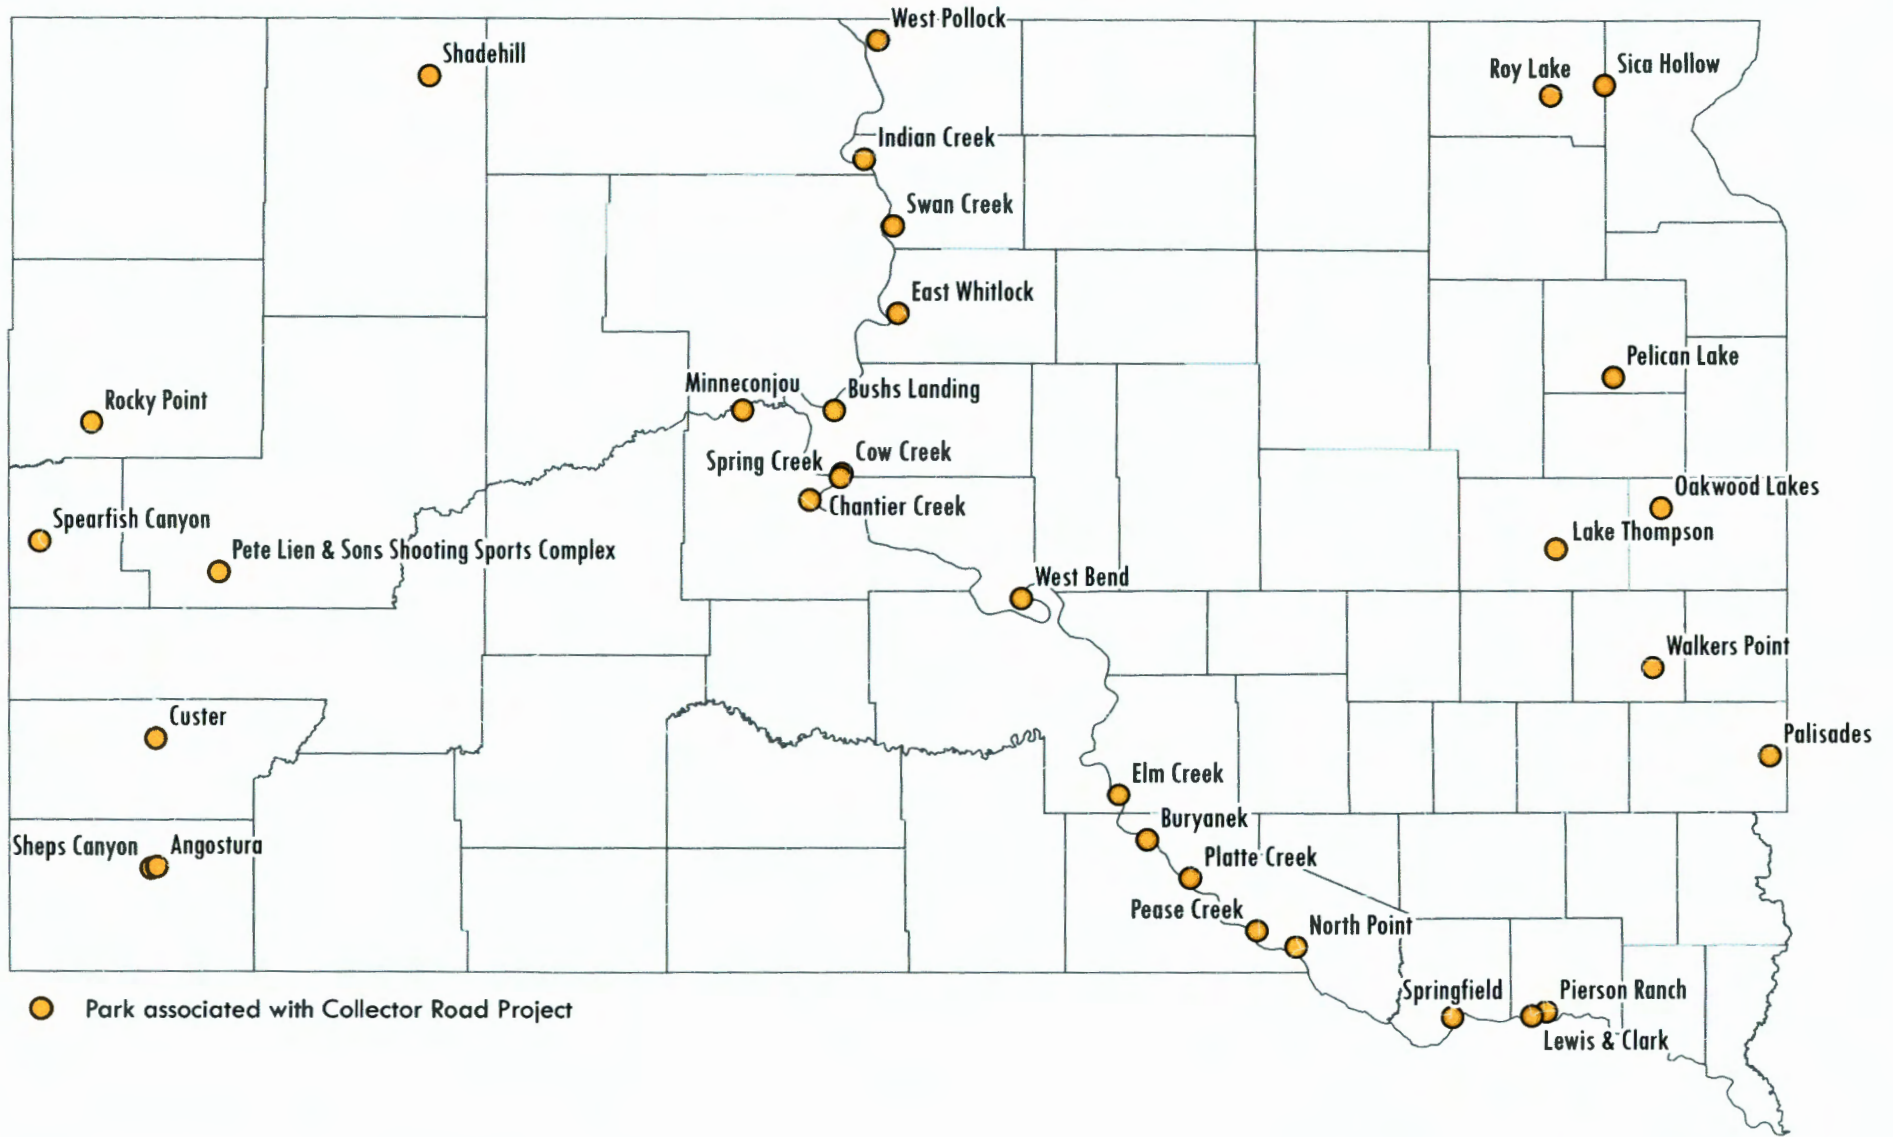 West Pollock
Shadehill
Roy Lake
Sica Hollow
Indian Creek
Swan Creek
East Whitlock
Pelican Lake
Minneconjou
Bushs Landing
Rocky Point
Spring Creek
Cow Creek
Chantier Creek
Oakwood Lakes
Lake Thompson
Spearfish Canyon
Pete Lien & Sons Shooting Sports Complex
West Bend
Walkers Point
Custer
Palisades
Elm Creek
Buryanek
Sheps Canyon
Angostura
Platte Creek
Pease Creek
North Point
Springfield
Pierson Ranch
Lewis & Clark
Park associated with Collector Road Project